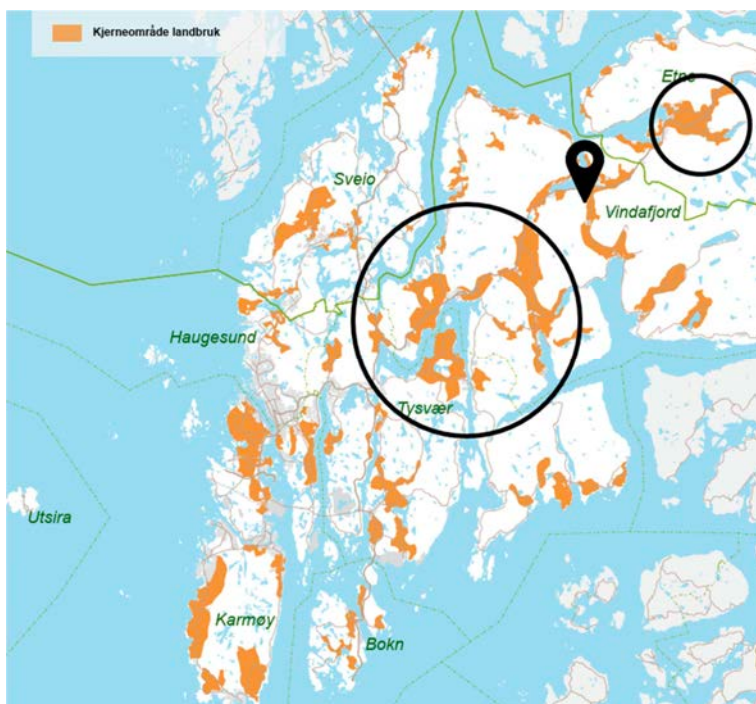 Kjerneområde landbruk
Etne
Sveio
Vindafjord
Haugesund
Tysvær
Utsira
Karmøy
Bokn